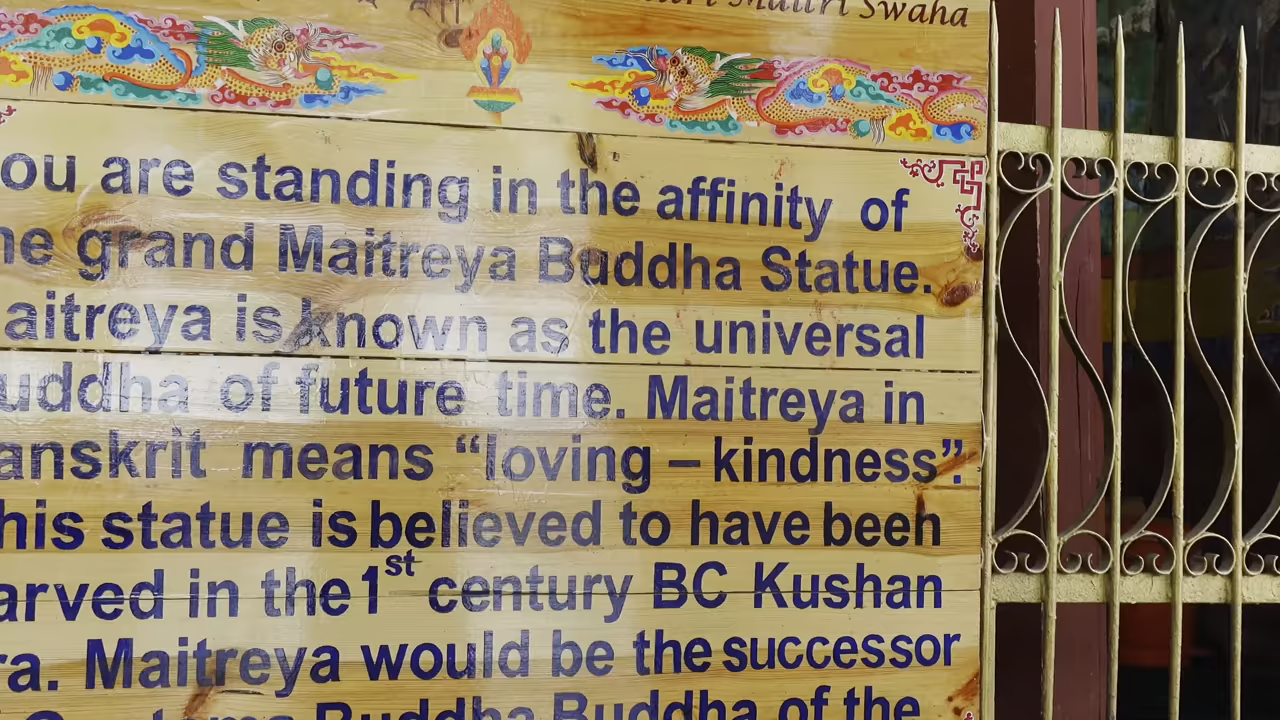 Maitri Swaha
ou are standing in the affinity of
he grand Maitreya Buddha Statue.
aitreya is known as the universal
uddha of future time. Maitreya in
anskrit means “loving – kindness”.
his statue is believed to have been
arved in the 1st century BC Kushan
ra. Maitreya would be the successor
Buddha Buddha of the